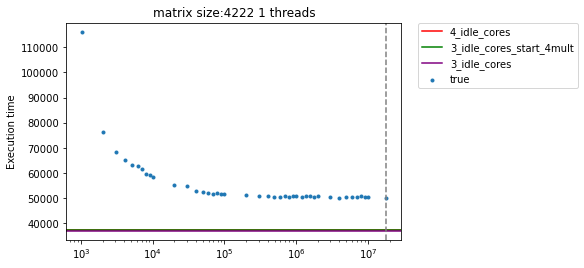 matrix size:4222 1 threads
Execution time
110000
100000
90000
80000
70000
60000
50000
40000
10³
10⁴
10⁵
10⁶
10⁷
4_idle_cores
3_idle_cores_start_4mult
3_idle_cores
true